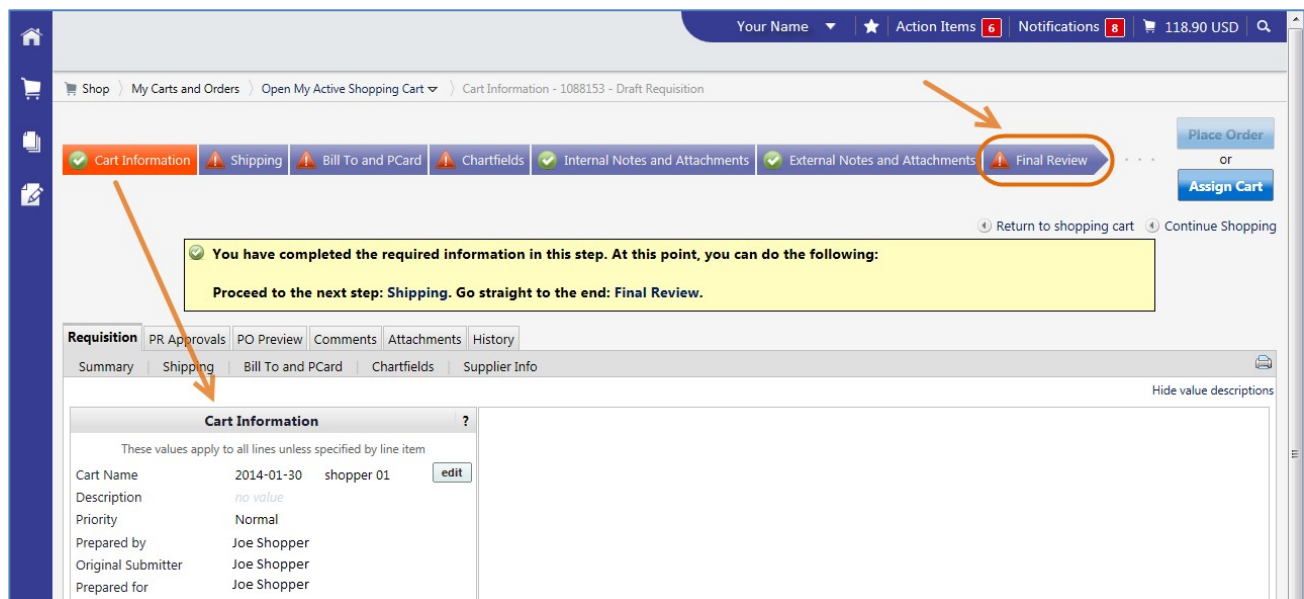 Your Name Action Items 6 Notifications 8 118.90 USD
Shop My Carts and Orders Open My Active Shopping Cart Cart Information - 1088153 - Draft Requisition
Place Order
Cart Information Shipping Bill To and PCard Chartfields Internal Notes and Attachments External Notes and Attachments Final Review
or
Assign Cart
Return to shopping cart Continue Shopping
You have completed the required information in this step. At this point, you can do the following:
Proceed to the next step: Shipping. Go straight to the end: Final Review.
Requisition PR Approvals PO Preview Comments Attachments History
Summary Shipping Bill To and PCard Chartfields Supplier Info
Hide value descriptions
Cart Information ?
These values apply to all lines unless specified by line item
Cart Name 2014-01-30 shopper 01 edit
Description no value
Priority Normal
Prepared by Joe Shopper
Original Submitter Joe Shopper
Prepared for Joe Shopper